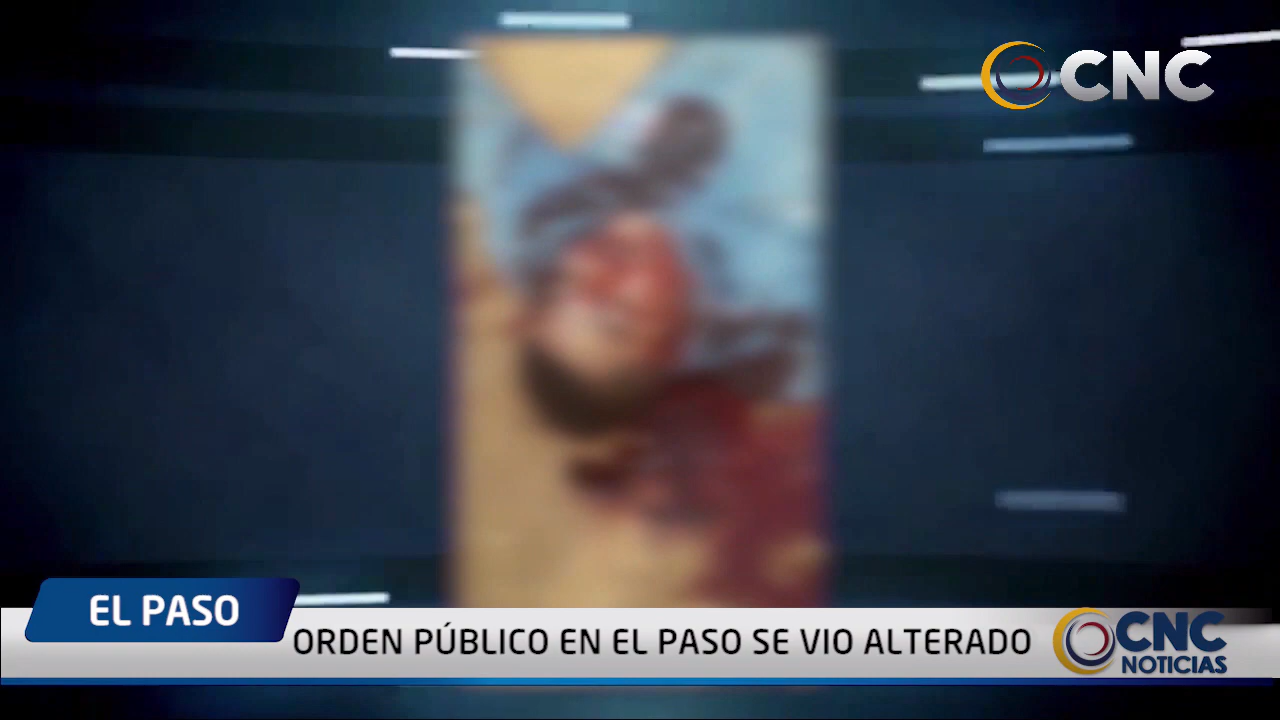 CNC
EL PASO
ORDEN PÚBLICO EN EL PASO SE VIO ALTERADO
CNC
NOTICIAS